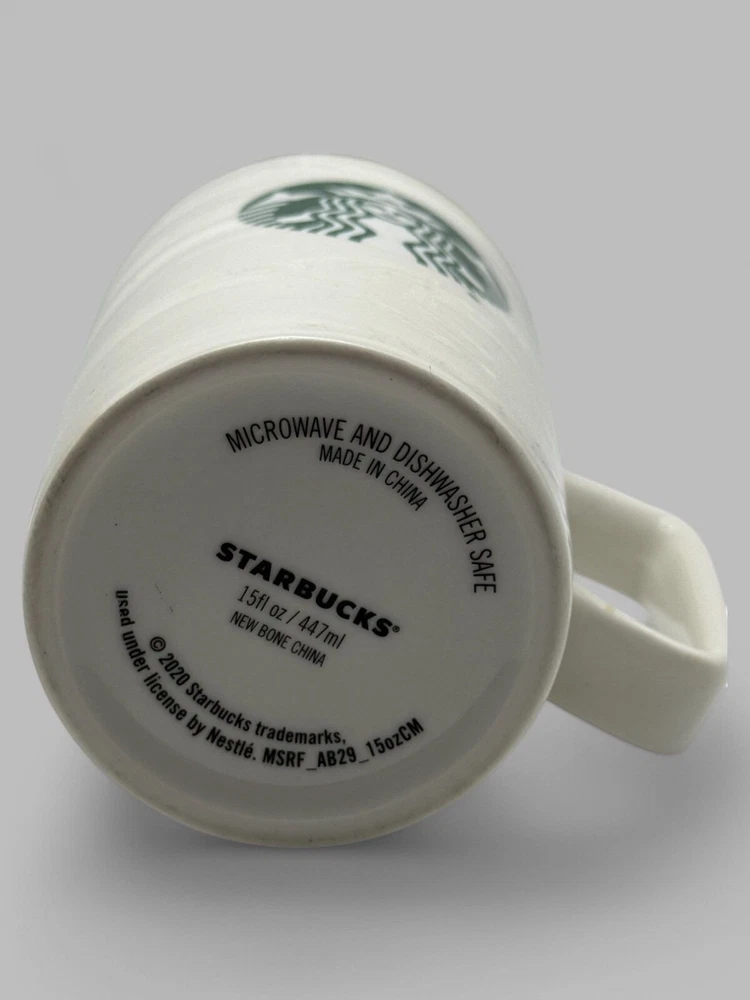 MICROWAVE AND DISHWASHER SAFE
MADE IN CHINA
STARBUCKS®
15fl oz / 447ml
NEW BONE CHINA
© 2020 Starbucks trademarks,
used under license by Nestlé. MSRF_AB29_15ozCM